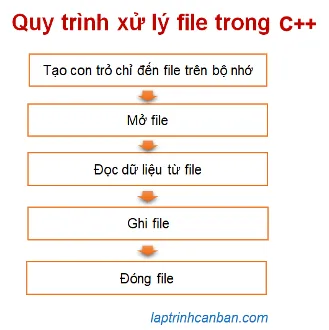 Quy trình xử lý file trong C++
Tạo con trỏ chỉ đến file trên bộ nhớ
Mở file
Đọc dữ liệu từ file
Ghi file
Đóng file
laptrinhcanban.com